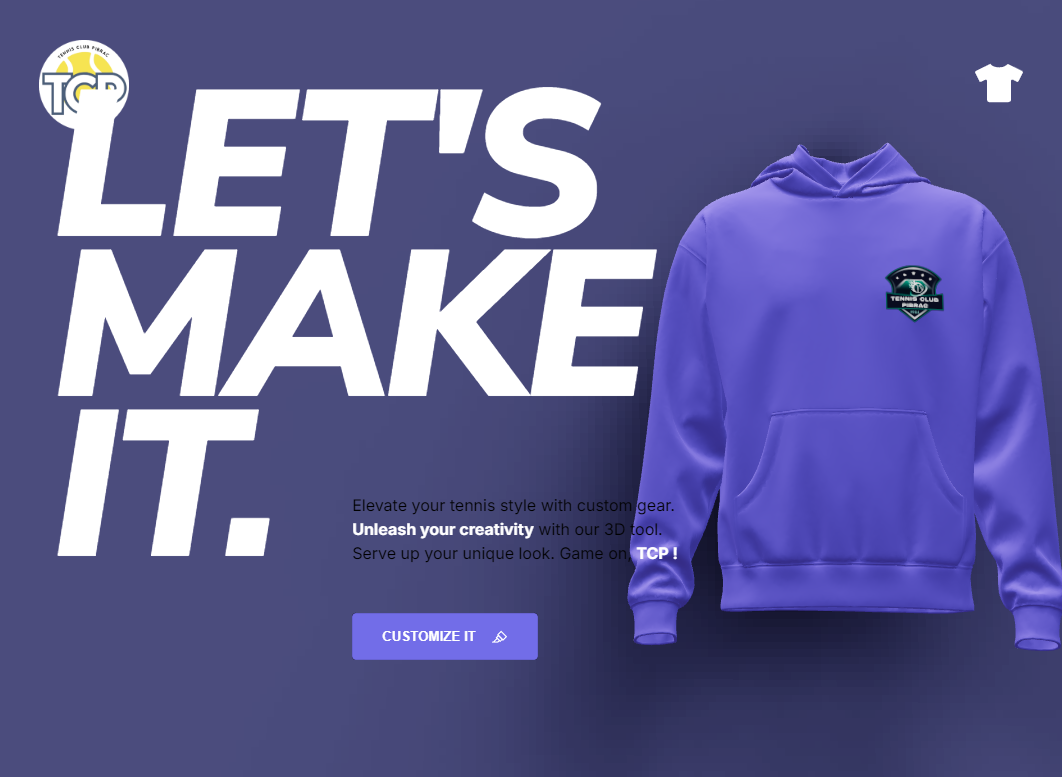 TENNIS CLUB PIBRAC
TCP
LET'S
MAKE
IT.
TENNIS CLUB
PIBRAC
Elevate your tennis style with custom gear.
Unleash your creativity with our 3D tool.
Serve up your unique look. Game on, TCP !
CUSTOMIZE IT